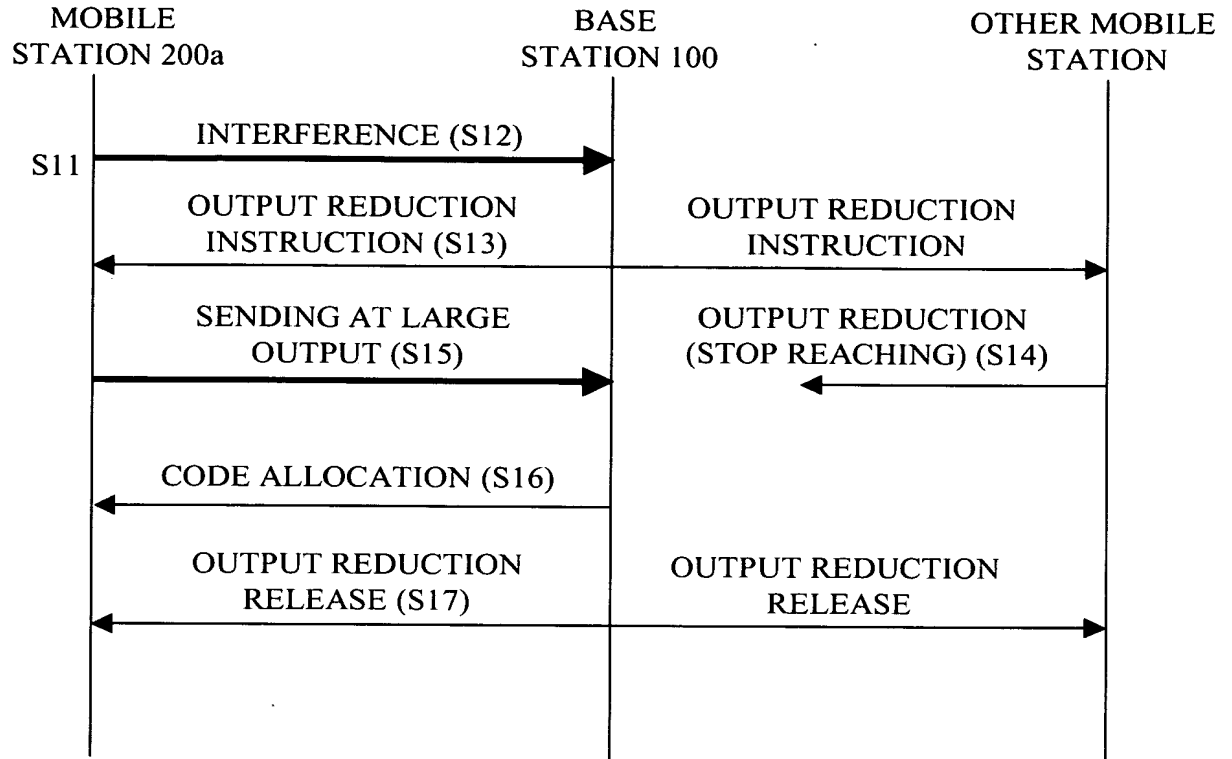 MOBILE
STATION 200a
BASE
STATION 100
OTHER MOBILE
STATION
INTERFERENCE (S12)
S11
OUTPUT REDUCTION
INSTRUCTION (S13)
OUTPUT REDUCTION
INSTRUCTION
SENDING AT LARGE
OUTPUT (S15)
OUTPUT REDUCTION
(STOP REACHING) (S14)
CODE ALLOCATION (S16)
OUTPUT REDUCTION
RELEASE (S17)
OUTPUT REDUCTION
RELEASE